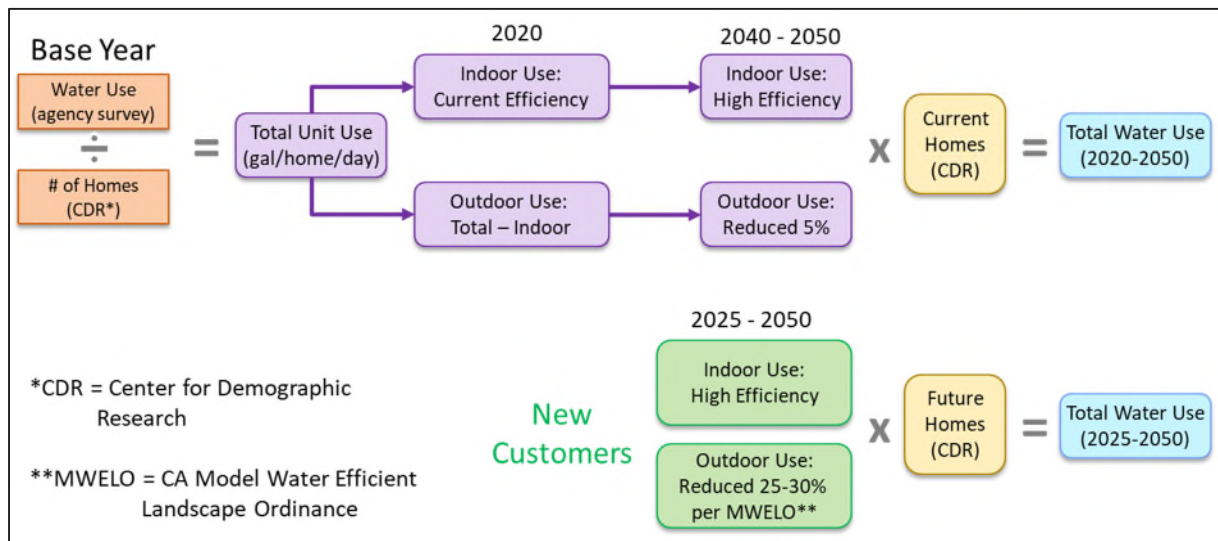 Base Year
Water Use
(agency survey)
÷
# of Homes
(CDR*)
=
Total Unit Use
(gal/home/day)
2020
Indoor Use:
Current Efficiency
Outdoor Use:
Total – Indoor
2040 - 2050
Indoor Use:
High Efficiency
Outdoor Use:
Reduced 5%
x
Current
Homes
(CDR)
=
Total Water Use
(2020-2050)
*CDR = Center for Demographic
Research
**MWELO = CA Model Water Efficient
Landscape Ordinance
New
Customers
2025 - 2050
Indoor Use:
High Efficiency
Outdoor Use:
Reduced 25-30%
per MWELO**
x
Future
Homes
(CDR)
=
Total Water Use
(2025-2050)